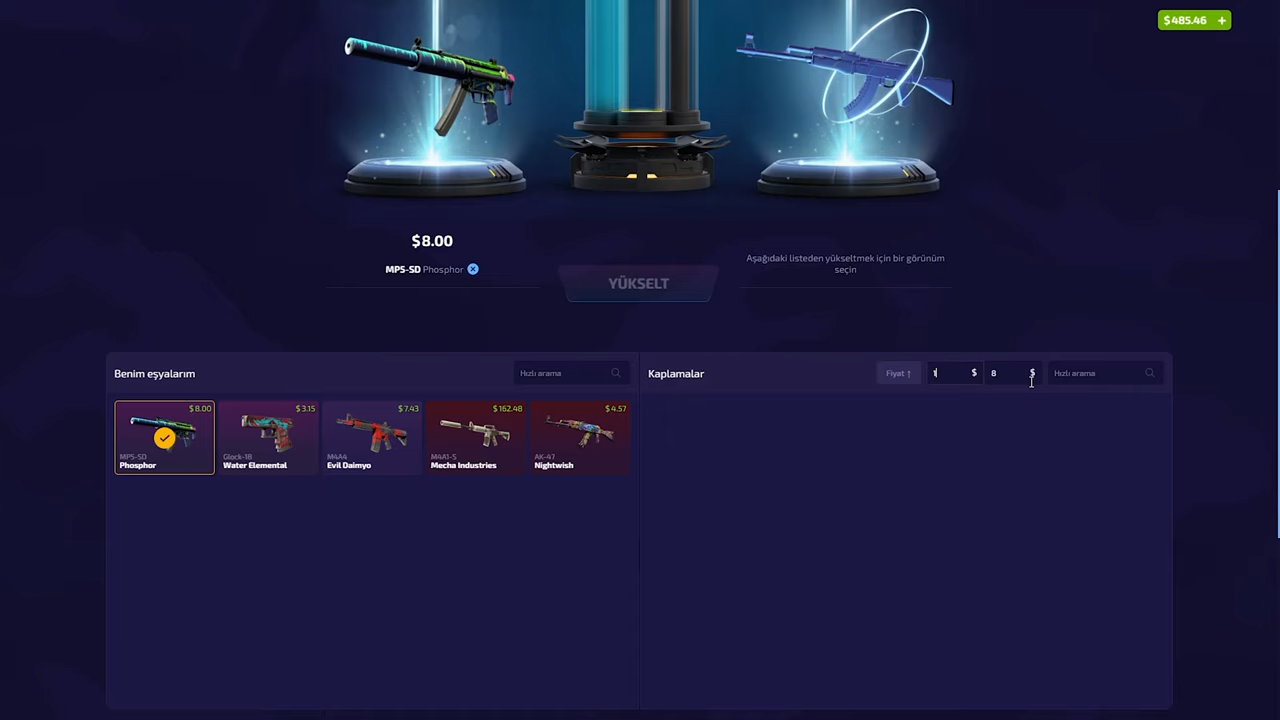 $485.46 +
$8.00
MP5-SD Phosphor
Aşağıdaki listeden yükseltmek için bir görünüm
seçin
YÜKSELT
Benim eşyalarım
Hızlı arama
Kaplamalar
Fiyat ↑
1 $
8 $
Hızlı arama
$8.00
MP5-SD
Phosphor
$3.15
Glock-18
Water Elemental
$7.43
M4A4
Evil Daimyo
$162.48
M4A1-S
Mecha Industries
$4.57
AK-47
Nightwish